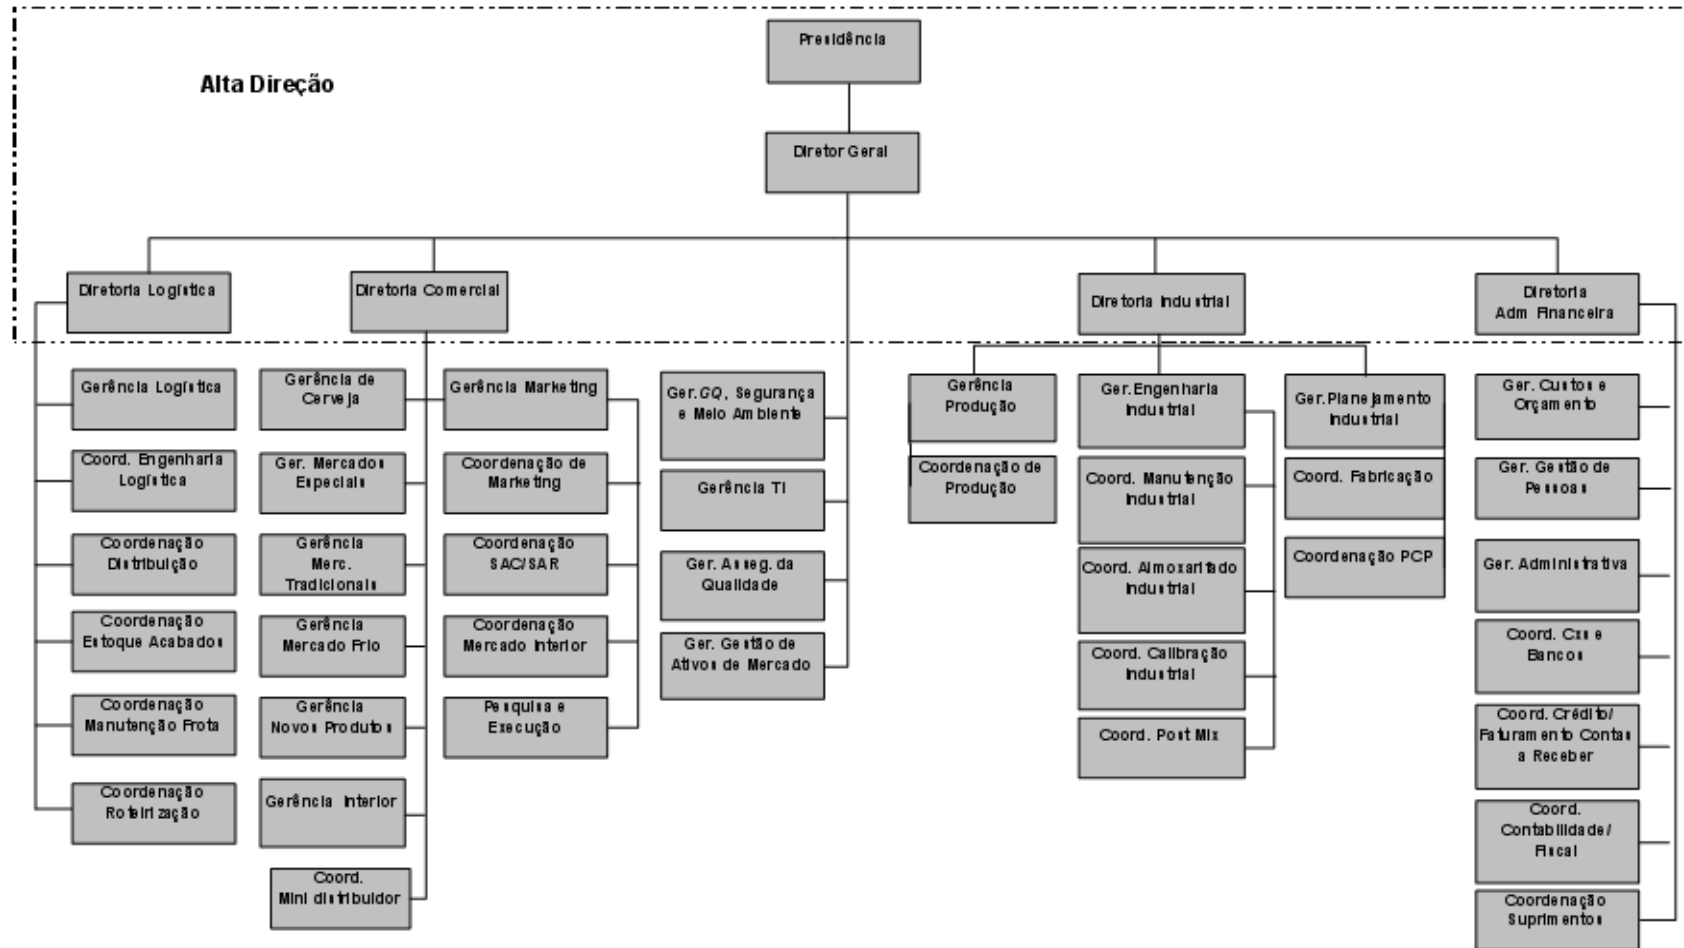 Presidência
Alta Direção
Diretor Geral
Diretoria Logística
Diretoria Comercial
Diretoria Industrial
Diretoria
Adm Financeira
Gerência Logística
Coord. Engenharia
Logística
Coordenação
Distribuição
Coordenação
Estoque Acabados
Coordenação
Manutenção Frota
Coordenação
Roteirização
Gerência de
Cerveja
Ger. Mercados
Especiais
Gerência
Merc.
Tradicionais
Gerência
Mercado Frio
Gerência
Novos Produtos
Gerência Interior
Coord.
Mini distribuidor
Gerência Marketing
Coordenação de
Marketing
Coordenação
SAC/SAR
Coordenação
Mercado Interior
Pesquisa e
Execução
Ger.GQ, Segurança
e Meio Ambiente
Gerência TI
Ger. Asseg. da
Qualidade
Ger. Gestão de
Ativos de Mercado
Gerência
Produção
Coordenação de
Produção
Ger.Engenharia
Industrial
Coord. Manutenção
Industrial
Coord. Almoxarifado
Industrial
Coord. Calibração
Industrial
Coord. Post Mix
Ger.Planejamento
Industrial
Coord. Fabricação
Coordenação PCP
Ger. Custos e
Orçamento
Ger. Gestão de
Pessoas
Ger. Administrativa
Coord. Cxs e
Bancos
Coord. Crédito/
Faturamento Contas
a Receber
Coord.
Contabilidade/
Fiscal
Coordenação
Suprimentos